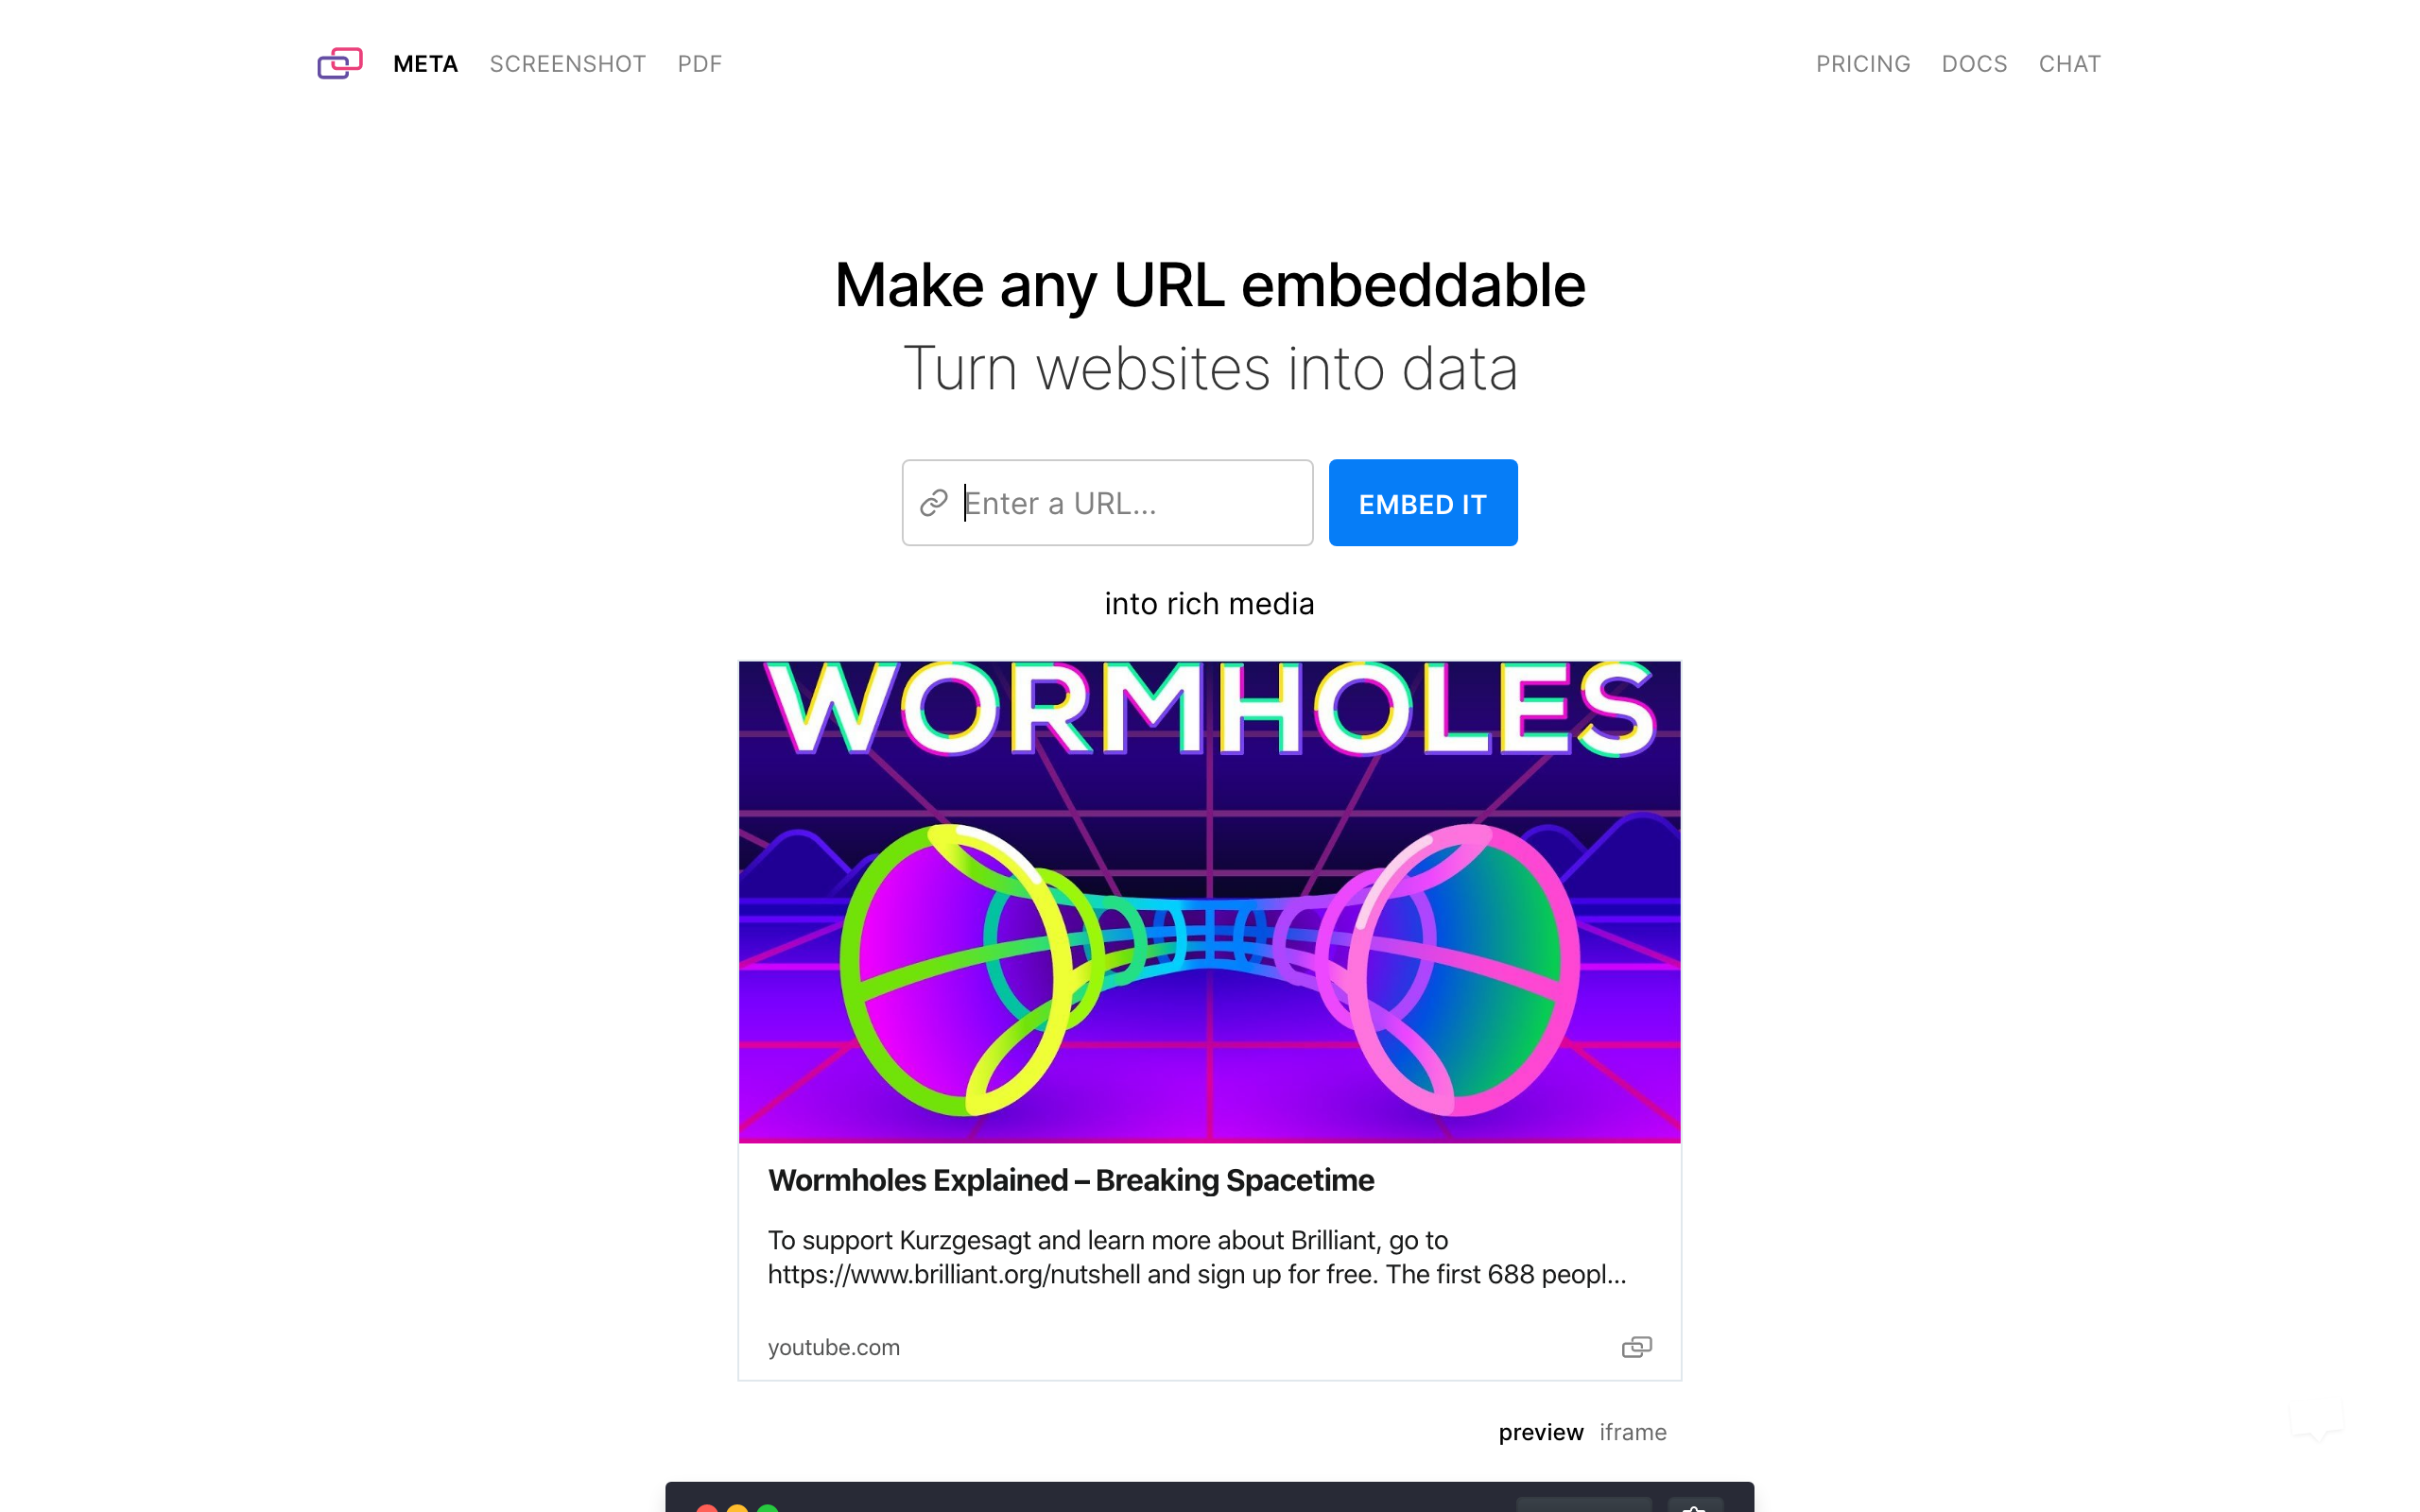 META SCREENSHOT PDF PRICING DOCS CHAT
Make any URL embeddable
Turn websites into data
Enter a URL... EMBED IT
into rich media
WORMHOLES
Wormholes Explained – Breaking Spacetime
To support Kurzgesagt and learn more about Brilliant, go to
https://www.brilliant.org/nutshell and sign up for free. The first 688 peopl...
youtube.com
preview iframe